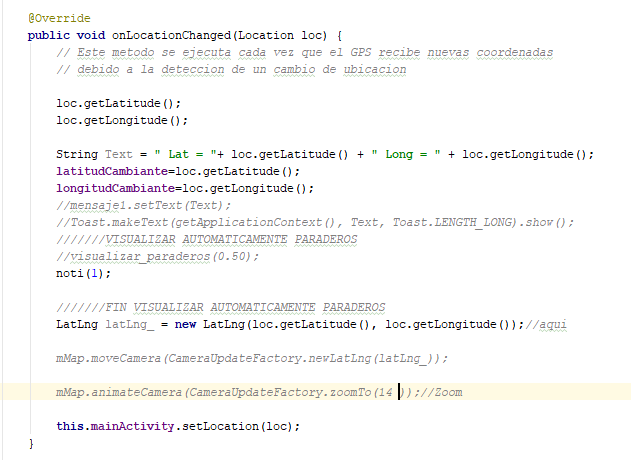 @Override
public void onLocationChanged(Location loc) {
// Este metodo se ejecuta cada vez que el GPS recibe nuevas coordenadas
// debido a la deteccion de un cambio de ubicacion
loc.getLatitude();
loc.getLongitude();
String Text = " Lat = "+ loc.getLatitude() + " Long = " + loc.getLongitude();
latitudCambiante=loc.getLatitude();
longitudCambiante=loc.getLongitude();
//mensaje1.setText(Text);
//Toast.makeText(getApplicationContext(), Text, Toast.LENGTH_LONG).show();
///////VISUALIZAR AUTOMATICAMENTE PARADEROS
//visualizar_paraderos(0.50);
noti(1);
///////FIN VISUALIZAR AUTOMATICAMENTE PARADEROS
LatLng latLng_ = new LatLng(loc.getLatitude(), loc.getLongitude());//aqui
mMap.moveCamera(CameraUpdateFactory.newLatLng(latLng_));
mMap.animateCamera(CameraUpdateFactory.zoomTo(14 ));//Zoom
this.mainActivity.setLocation(loc);
}